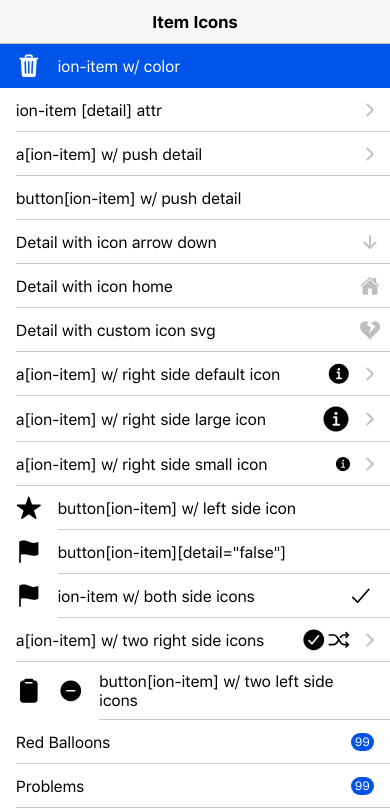 Item Icons
ion-item w/ color
ion-item [detail] attr
a[ion-item] w/ push detail
button[ion-item] w/ push detail
Detail with icon arrow down
Detail with icon home
Detail with custom icon svg
a[ion-item] w/ right side default icon
a[ion-item] w/ right side large icon
a[ion-item] w/ right side small icon
button[ion-item] w/ left side icon
button[ion-item][detail="false"]
ion-item w/ both side icons
a[ion-item] w/ two right side icons
button[ion-item] w/ two left side
icons
Red Balloons 99
Problems 99